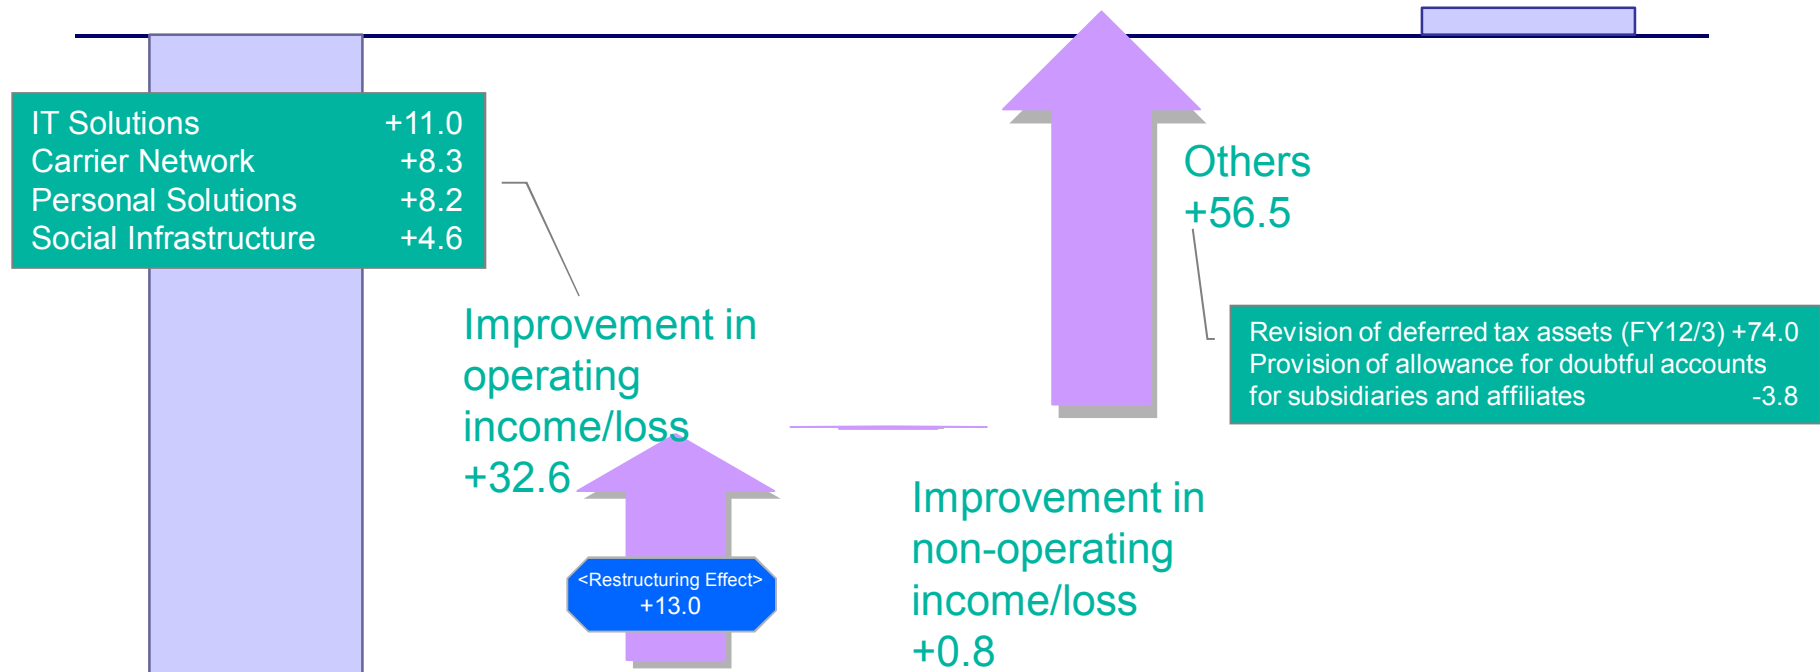 IT Solutions +11.0
Carrier Network +8.3
Personal Solutions +8.2
Social Infrastructure +4.6
Improvement in
operating
income/loss
+32.6
<Restructuring Effect>
+13.0
Improvement in
non-operating
income/loss
+0.8
Others
+56.5
Revision of deferred tax assets (FY12/3) +74.0
Provision of allowance for doubtful accounts
for subsidiaries and affiliates -3.8